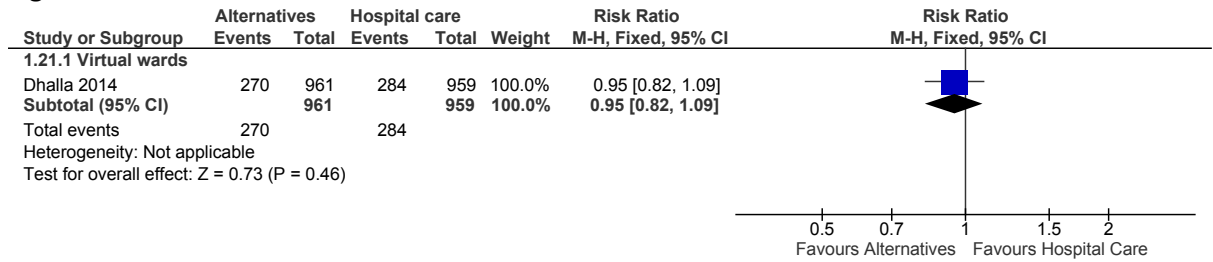 Alternatives Hospital care Risk Ratio Risk Ratio
Study or Subgroup Events Total Events Total Weight M-H, Fixed, 95% CI M-H, Fixed, 95% CI
1.21.1 Virtual wards
Dhalla 2014 270 961 284 959 100.0% 0.95 [0.82, 1.09]
Subtotal (95% CI) 961 959 100.0% 0.95 [0.82, 1.09]
Total events 270 284
Heterogeneity: Not applicable
Test for overall effect: Z = 0.73 (P = 0.46)
0.5 0.7 1 1.5 2
Favours Alternatives Favours Hospital Care